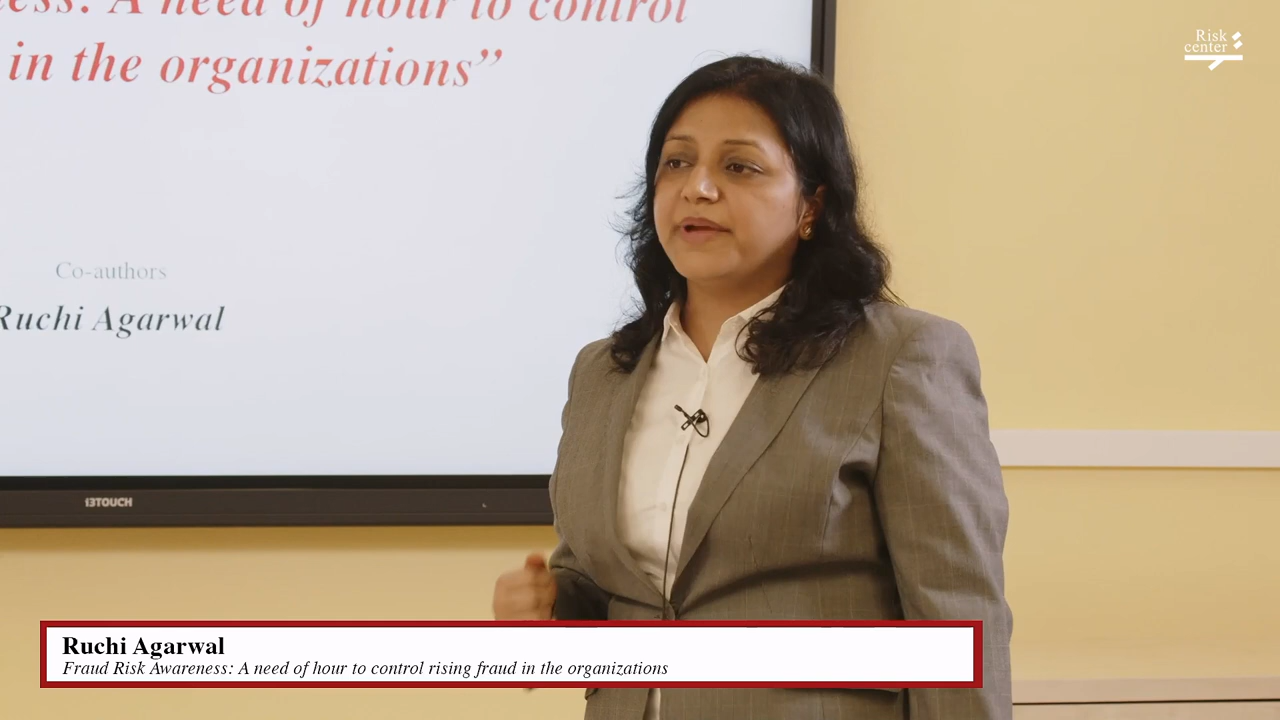 ess: A need of hour to control
in the organizations”
Co-authors
Ruchi Agarwal
i3TOUCH
Risk
center
Ruchi Agarwal
Fraud Risk Awareness: A need of hour to control rising fraud in the organizations